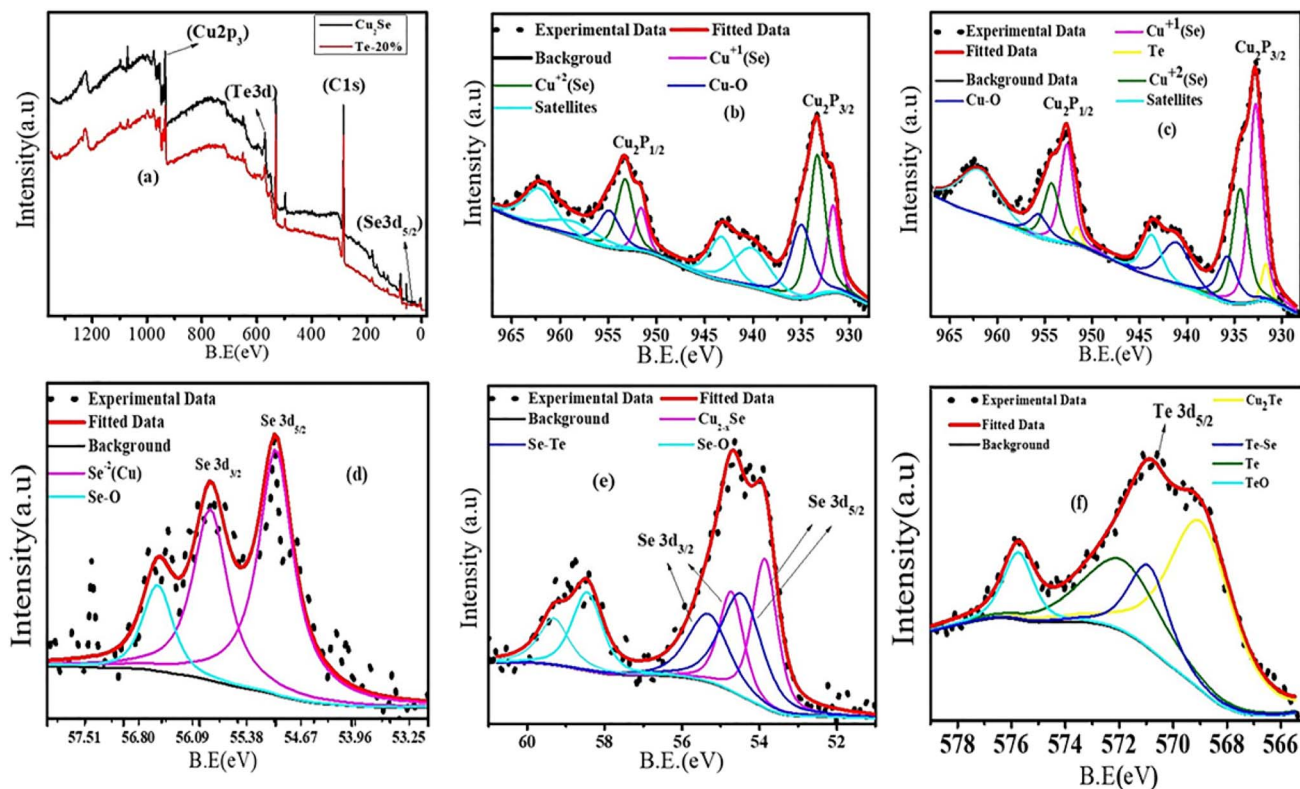 Intensity(a.u)
(Cu2p₃)
Cu₂Se
Te-20%
(Te3d)
(C1s)
(a)
(Se3d₅/₂)
1200 1000 800 600 400 200 0
B.E(eV)
Intensity(a.u)
Experimental Data Fitted Data
Backgroud Cu⁺¹(Se)
Cu⁺²(Se) Cu-O
Satellites (b)
Cu₂P₃/₂
Cu₂P₁/₂
965 960 955 950 945 940 935 930
B.E.(eV)
Intensity (a.u)
Experimental Data Cu⁺¹(Se)
Fitted Data Te
Background Data Cu⁺²(Se)
Cu-O Satellites
Cu₂P₃/₂
Cu₂P₁/₂
(c)
965 960 955 950 945 940 935 930
B.E.(eV)
Intensity(a.u)
Experimental Data
Fitted Data
Background
Se⁻²(Cu)
Se-O
Se 3d₅/₂
Se 3d₃/₂
(d)
57.51 56.80 56.09 55.38 54.67 53.96 53.25
B.E(eV)
Intensity (a.u)
Experimental Data Fitted Data
Background Cu₂₋ₓSe
Se-Te Se-O
(e)
Se 3d₅/₂
Se 3d₃/₂
60 58 56 54 52
B.E.(eV)
Intensity(a.u)
Experimental Data Cu₂Te
Fitted Data
Background
Te 3d₅/₂
Te-Se
Te
TeO
(f)
578 576 574 572 570 568 566
B.E(eV)